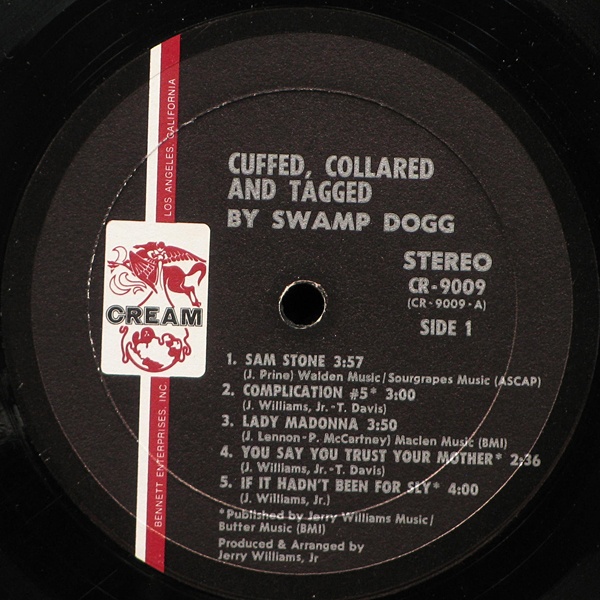 CUFFED, COLLARED
AND TAGGED
BY SWAMP DOGG
STEREO
CR-9009
(CR-9009-A)
SIDE 1
LOS ANGELES, CALIFORNIA
CREAM
BENNETT ENTERPRISES, INC.
1. SAM STONE 3:57
(J. Prine) Walden Music/Sourgrapes Music (ASCAP)
2. COMPLICATION #5* 3:00
(J. Williams, Jr.-T. Davis)
3. LADY MADONNA 3:50
(J. Lennon-P. McCartney) Maclen Music (BMI)
4. YOU SAY YOU TRUST YOUR MOTHER* 2:36
(J. Williams, Jr.-T. Davis)
5. IF IT HADN'T BEEN FOR SLY* 4:00
(J. Williams, Jr.)
*Published by Jerry Williams Music/
Butter Music (BMI)
Produced & Arranged by
Jerry Williams, Jr